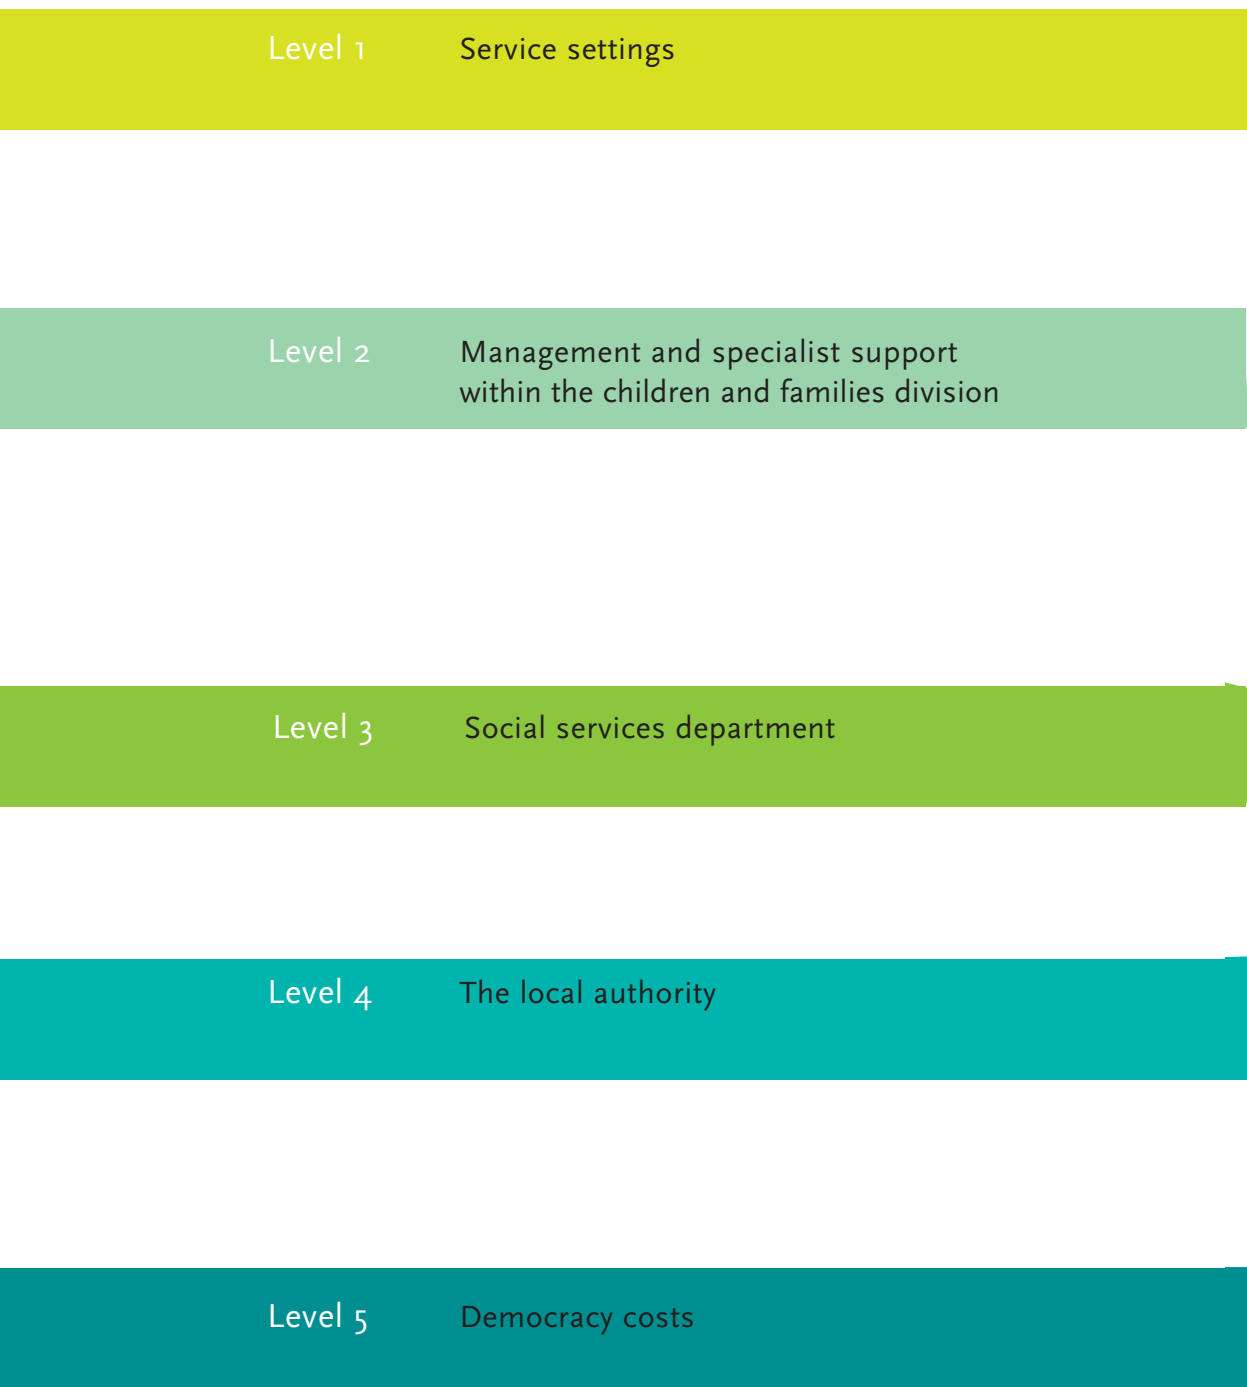 Level 1 Service settings
Level 2 Management and specialist support
within the children and families division
Level 3 Social services department
Level 4 The local authority
Level 5 Democracy costs